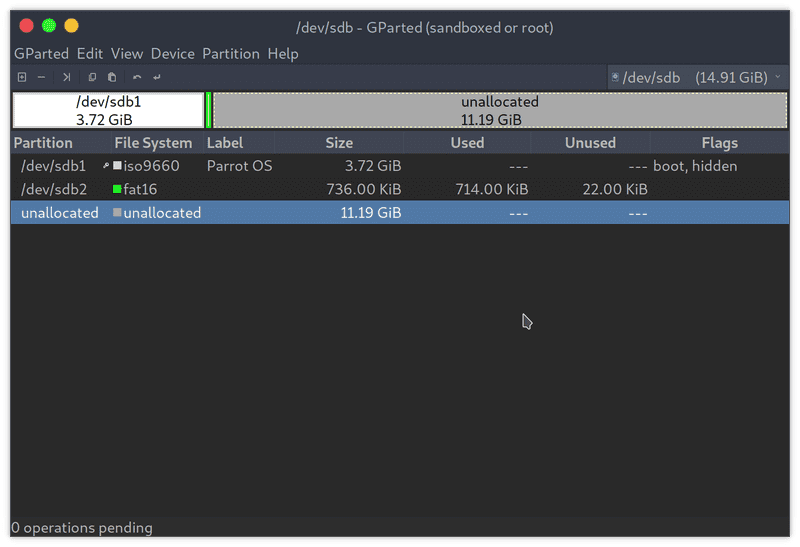 /dev/sdb - GParted (sandboxed or root)
GParted Edit View Device Partition Help
/dev/sdb (14.91 GiB)
/dev/sdb1 unallocated
3.72 GiB 11.19 GiB
Partition File System Label Size Used Unused Flags
/dev/sdb1 iso9660 Parrot OS 3.72 GiB --- --- boot, hidden
/dev/sdb2 fat16 736.00 KiB 714.00 KiB 22.00 KiB
unallocated unallocated 11.19 GiB --- ---
0 operations pending